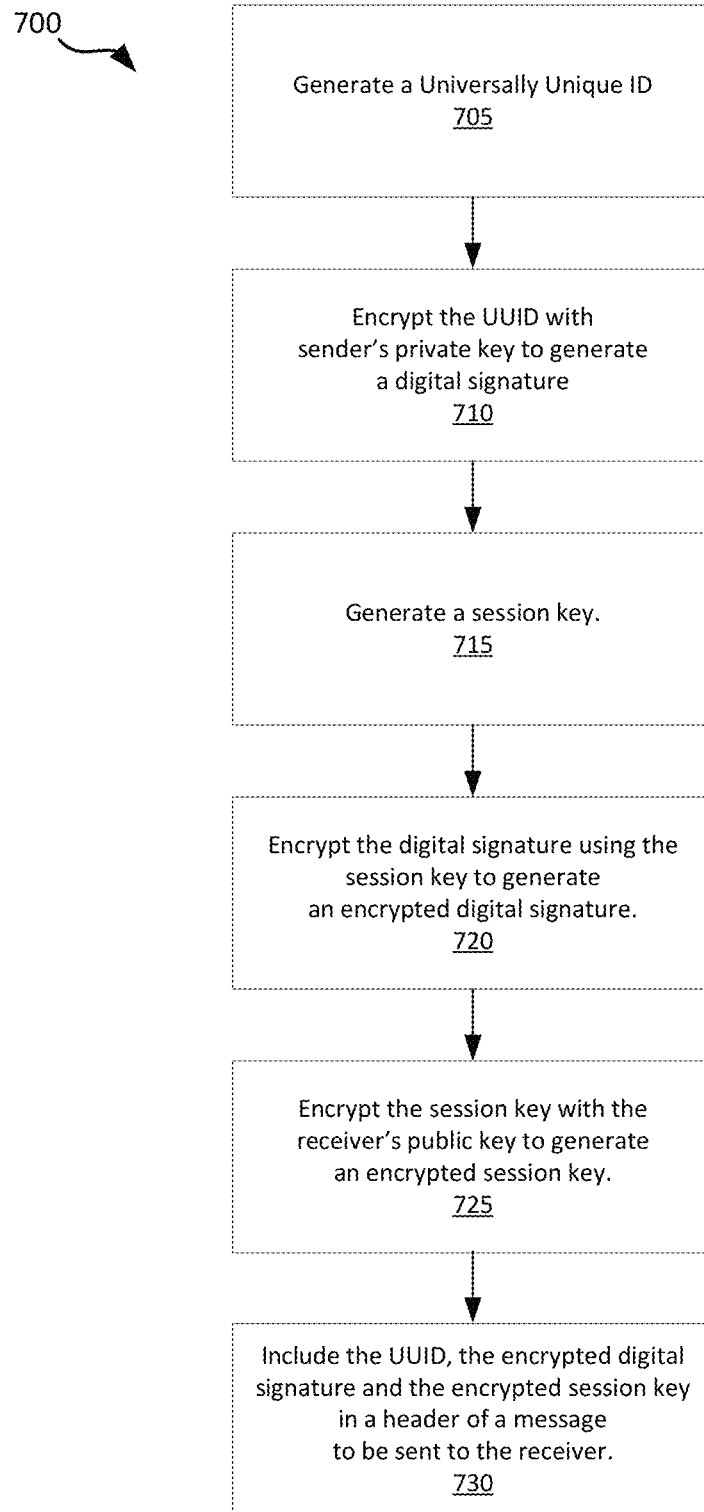 700
Generate a Universally Unique ID
705
Encrypt the UUID with
sender's private key to generate
a digital signature
710
Generate a session key.
715
Encrypt the digital signature using the
session key to generate
an encrypted digital signature.
720
Encrypt the session key with the
receiver's public key to generate
an encrypted session key.
725
Include the UUID, the encrypted digital
signature and the encrypted session key
in a header of a message
to be sent to the receiver.
730